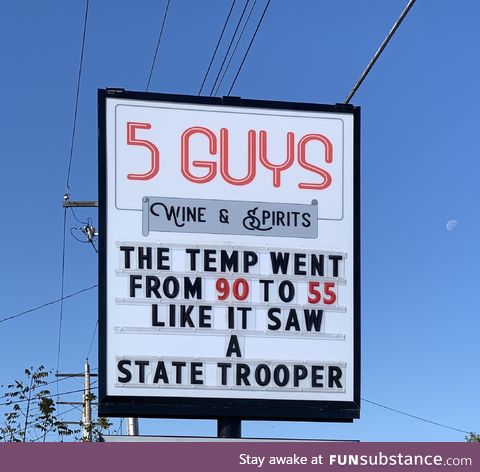 5 GUYS
WINE & SPIRITS
THE TEMP WENT
FROM 90 TO 55
LIKE IT SAW
A
STATE TROOPER
Stay awake at FUNsubstance.com